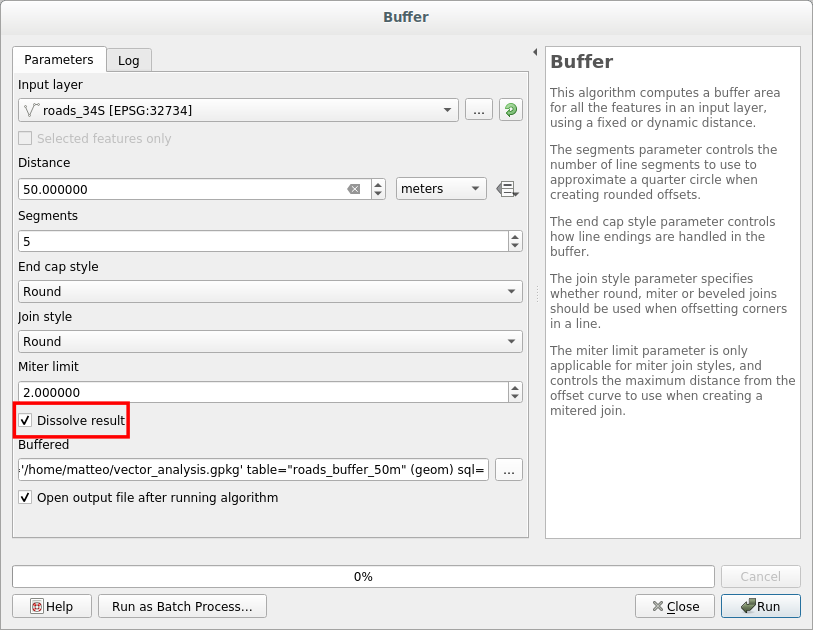 Buffer
Parameters
Log
Input layer
roads_34S [EPSG:32734]
...
Selected features only
Distance
50.000000
meters
Segments
5
End cap style
Round
Join style
Round
Miter limit
2.000000
Dissolve result
Buffered
='/home/matteo/vector_analysis.gpkg' table="roads_buffer_50m" (geom) sql=
...
Open output file after running algorithm
Buffer
This algorithm computes a buffer area
for all the features in an input layer,
using a fixed or dynamic distance.
The segments parameter controls the
number of line segments to use to
approximate a quarter circle when
creating rounded offsets.
The end cap style parameter controls
how line endings are handled in the
buffer.
The join style parameter specifies
whether round, miter or beveled joins
should be used when offsetting corners
in a line.
The miter limit parameter is only
applicable for miter join styles, and
controls the maximum distance from the
offset curve to use when creating a
mitered join.
0%
Cancel
Help
Run as Batch Process...
Close
Run